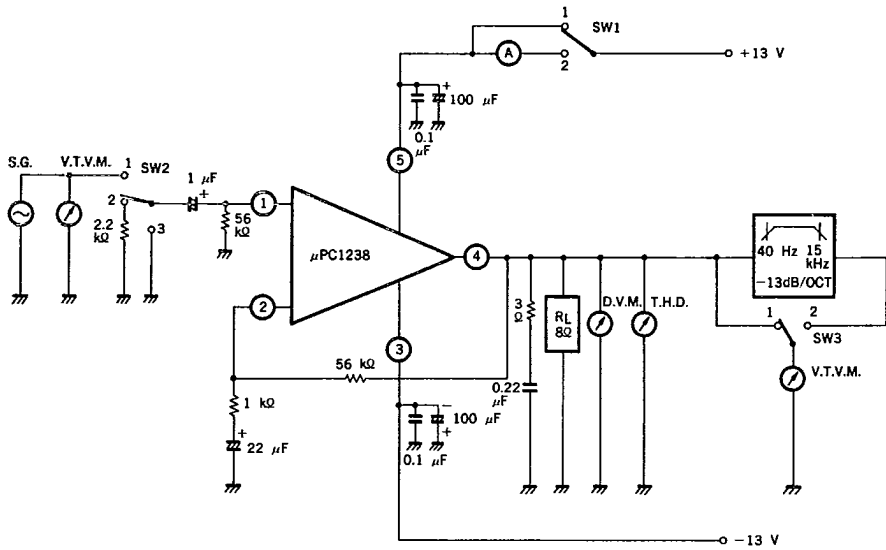 1
SW1
A
2
+13 V
+
100 µF
0.1
µF
5
S.G.
V.T.V.M.
1
SW2
1 µF
+
2
2.2
kΩ
3
56
kΩ
1
µPC1238
4
2
3
40 Hz 15
kHz
−13dB/OCT
3
Ω
RL
8Ω
D.V.M.
T.H.D.
1
2
SW3
V.T.V.M.
56 kΩ
0.22
µF
1 kΩ
+
22 µF
−
100 µF
+
0.1 µF
−13 V